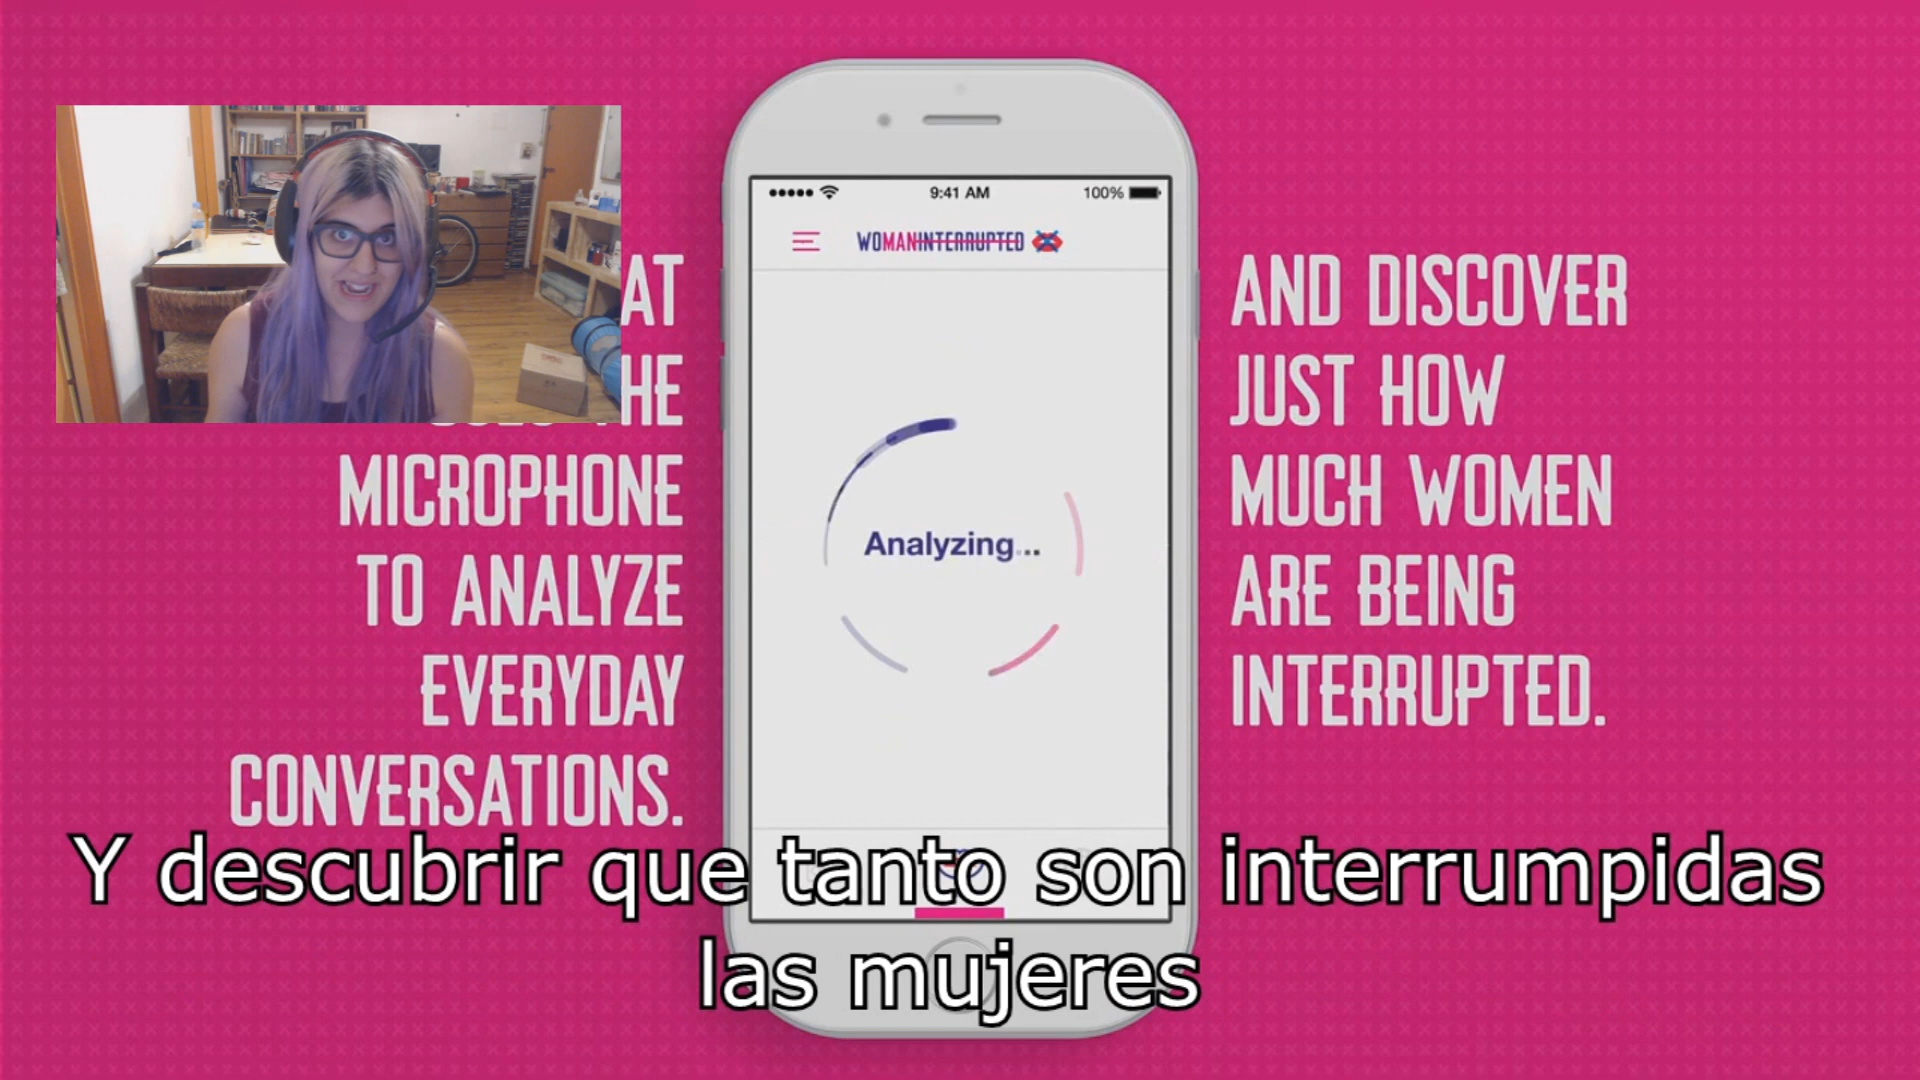 AT
THE
MICROPHONE
TO ANALYZE
EVERYDAY
CONVERSATIONS.
9:41 AM
100%
WOMANINTERRUPTED
Analyzing...
AND DISCOVER
JUST HOW
MUCH WOMEN
ARE BEING
INTERRUPTED.
Y descubrir que tanto son interrumpidas
las mujeres